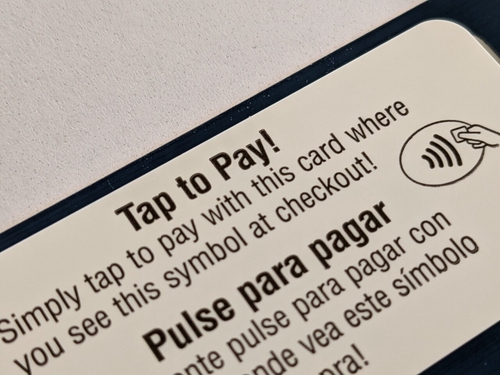 Tap to Pay!
Simply tap to pay with this card where
you see this symbol at checkout!
Pulse para pagar
pulse para pagar con
vea este símbolo